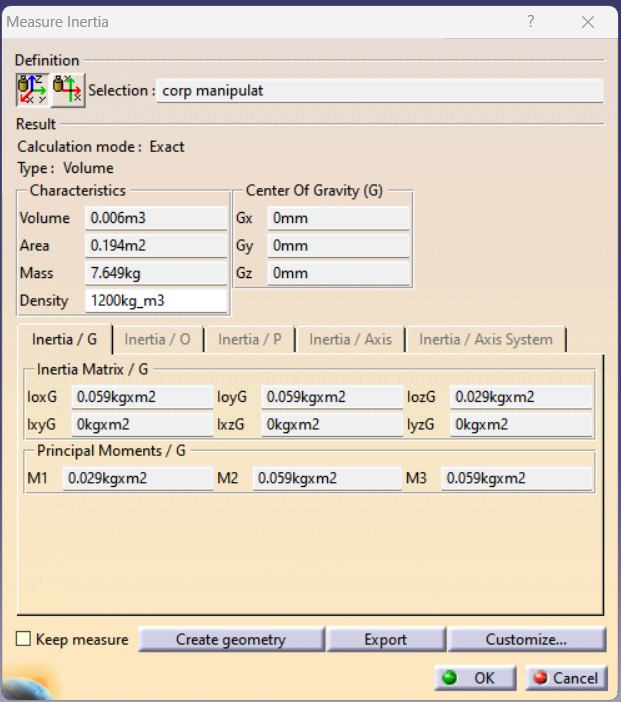 Measure Inertia ?
Definition
Selection : corp manipulat
Result
Calculation mode : Exact
Type : Volume
Characteristics
Volume 0.006m3
Area 0.194m2
Mass 7.649kg
Density 1200kg_m3
Center Of Gravity (G)
Gx 0mm
Gy 0mm
Gz 0mm
Inertia / G Inertia / O Inertia / P Inertia / Axis Inertia / Axis System
Inertia Matrix / G
IoxG 0.059kgxm2 IoyG 0.059kgxm2 IozG 0.029kgxm2
IxyG 0kgxm2 IxzG 0kgxm2 IyzG 0kgxm2
Principal Moments / G
M1 0.029kgxm2 M2 0.059kgxm2 M3 0.059kgxm2
Keep measure Create geometry Export Customize...
OK Cancel